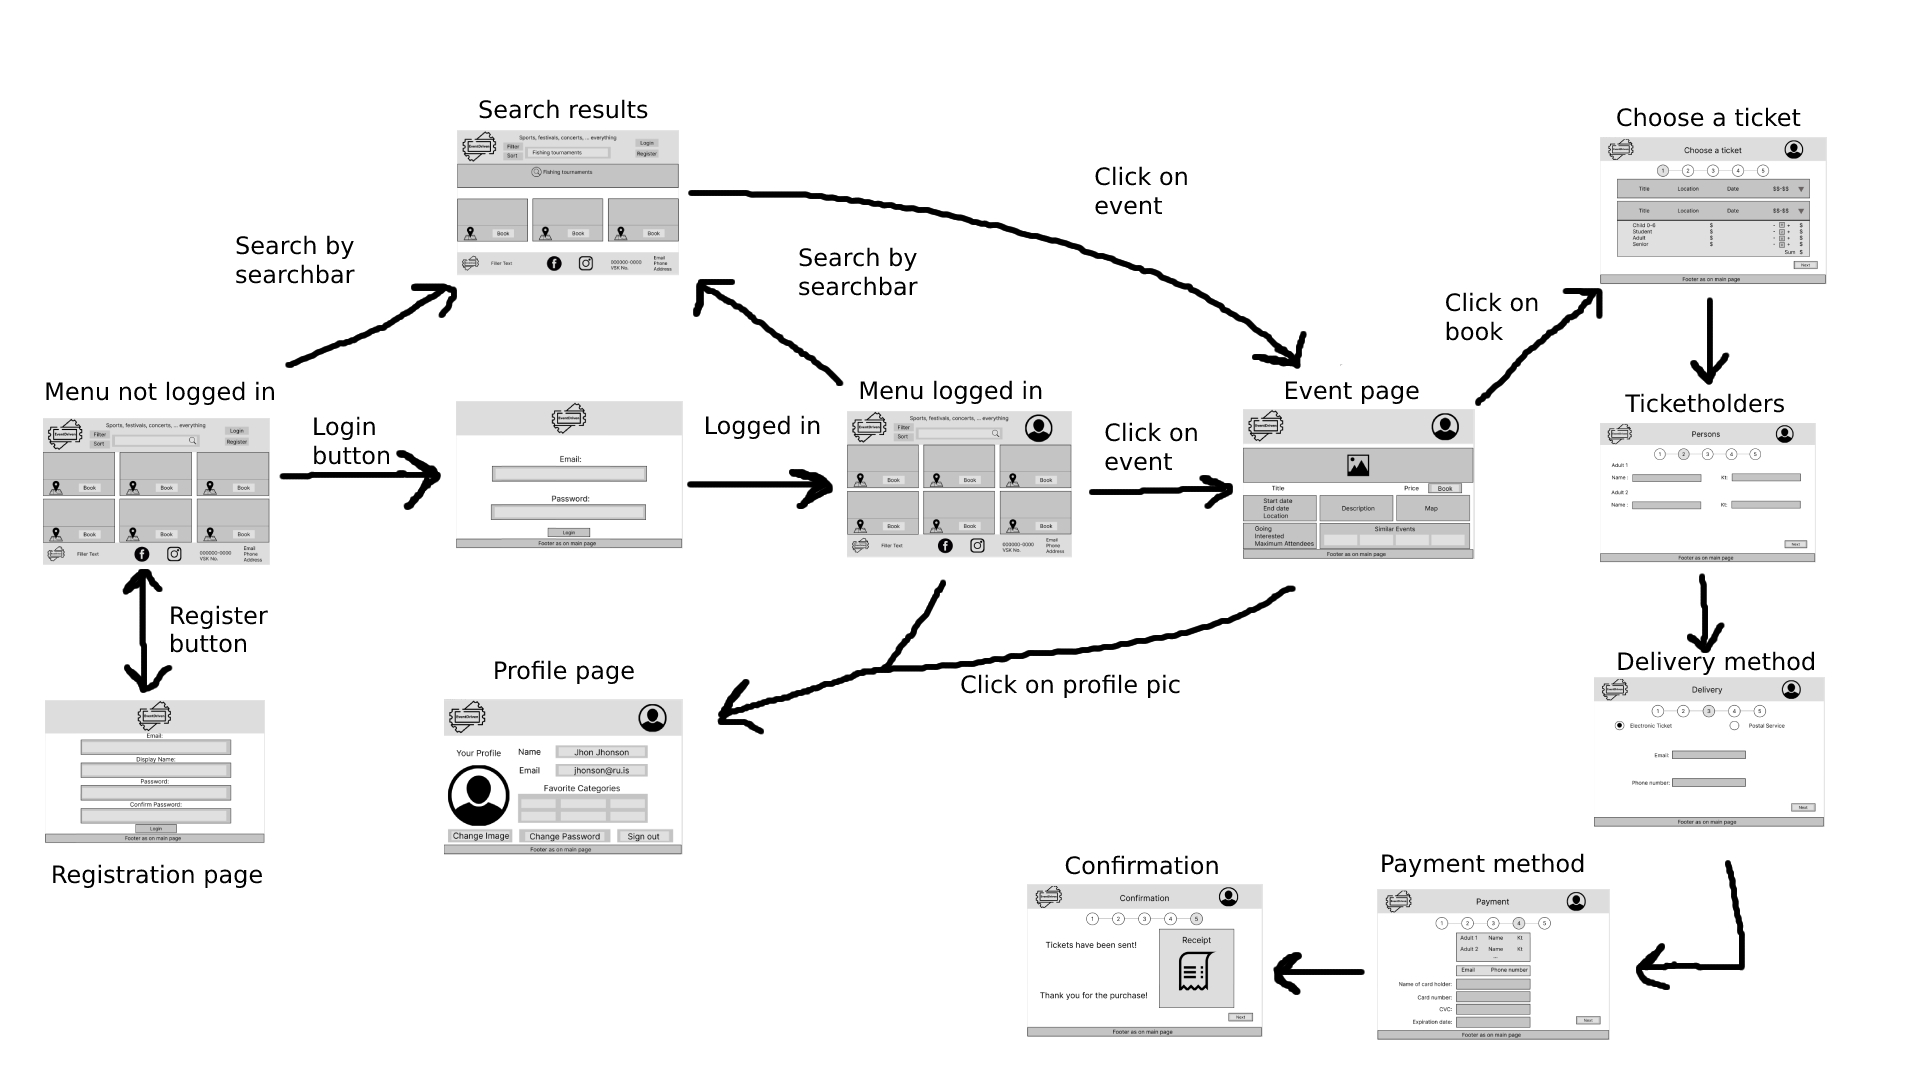 Search results
Sports, festivals, concerts, ... everything
Filter
Sort
Fishing tournaments
Login
Register
Fishing tournaments
Book
Book
Book
Filler Text
000000-0000
VSK No.
Email
Phone
Address
Search by
searchbar
Click on
event
Search by
searchbar
Choose a ticket
Choose a ticket
1 2 3 4 5
Title Location Date $$-$$
Title Location Date $$-$$
Child 0-6 $ - + $
Student - + $
Adult - + $
Senior $ - + $
Sum $
Next
Footer as on main page
Click on
book
Menu not logged in
EventDriven
Sports, festivals, concerts, ... everything
Filter
Sort
Login
Register
Book
Book
Book
Book
Book
Book
Filler Text
000000-0000
VSK No.
Email
Phone
Address
Login
button
Email:
Password:
Login
Footer as on main page
Logged in
Menu logged in
EventDriven
Sports, festivals, concerts, ... everything
Filter
Sort
Book
Book
Book
Book
Book
Book
Filler Text
000000-0000
VSK No.
Email
Phone
Address
Click on
event
Event page
EventDriven
Title Price Book
Start date
End date
Location
Description
Map
Going
Interested
Maximum Attendees
Similar Events
Footer as on main page
Ticketholders
Persons
1 2 3 4 5
Adult 1
Name : Kt:
Adult 2
Name : Kt:
Next
Footer as on main page
Register
button
Email:
Display Name:
Password:
Confirm Password:
Login
Footer as on main page
Registration page
Profile page
EventDriven
Your Profile
Name Jhon Jhonson
Email jhonson@ru.is
Favorite Categories
Change Image
Change Password
Sign out
Footer as on main page
Click on profile pic
Delivery method
Delivery
1 2 3 4 5
Electronic Ticket
Postal Service
Email:
Phone number:
Next
Footer as on main page
Confirmation
Confirmation
1 2 3 4 5
Tickets have been sent!
Receipt
Thank you for the purchase!
Next
Footer as on main page
Payment method
Payment
1 2 3 4 5
Adult 1 Name Kt
Adult 2 Name Kt
...
Email Phone number
Name of card holder:
Card number:
CVC:
Expiration date:
Next
Footer as on main page